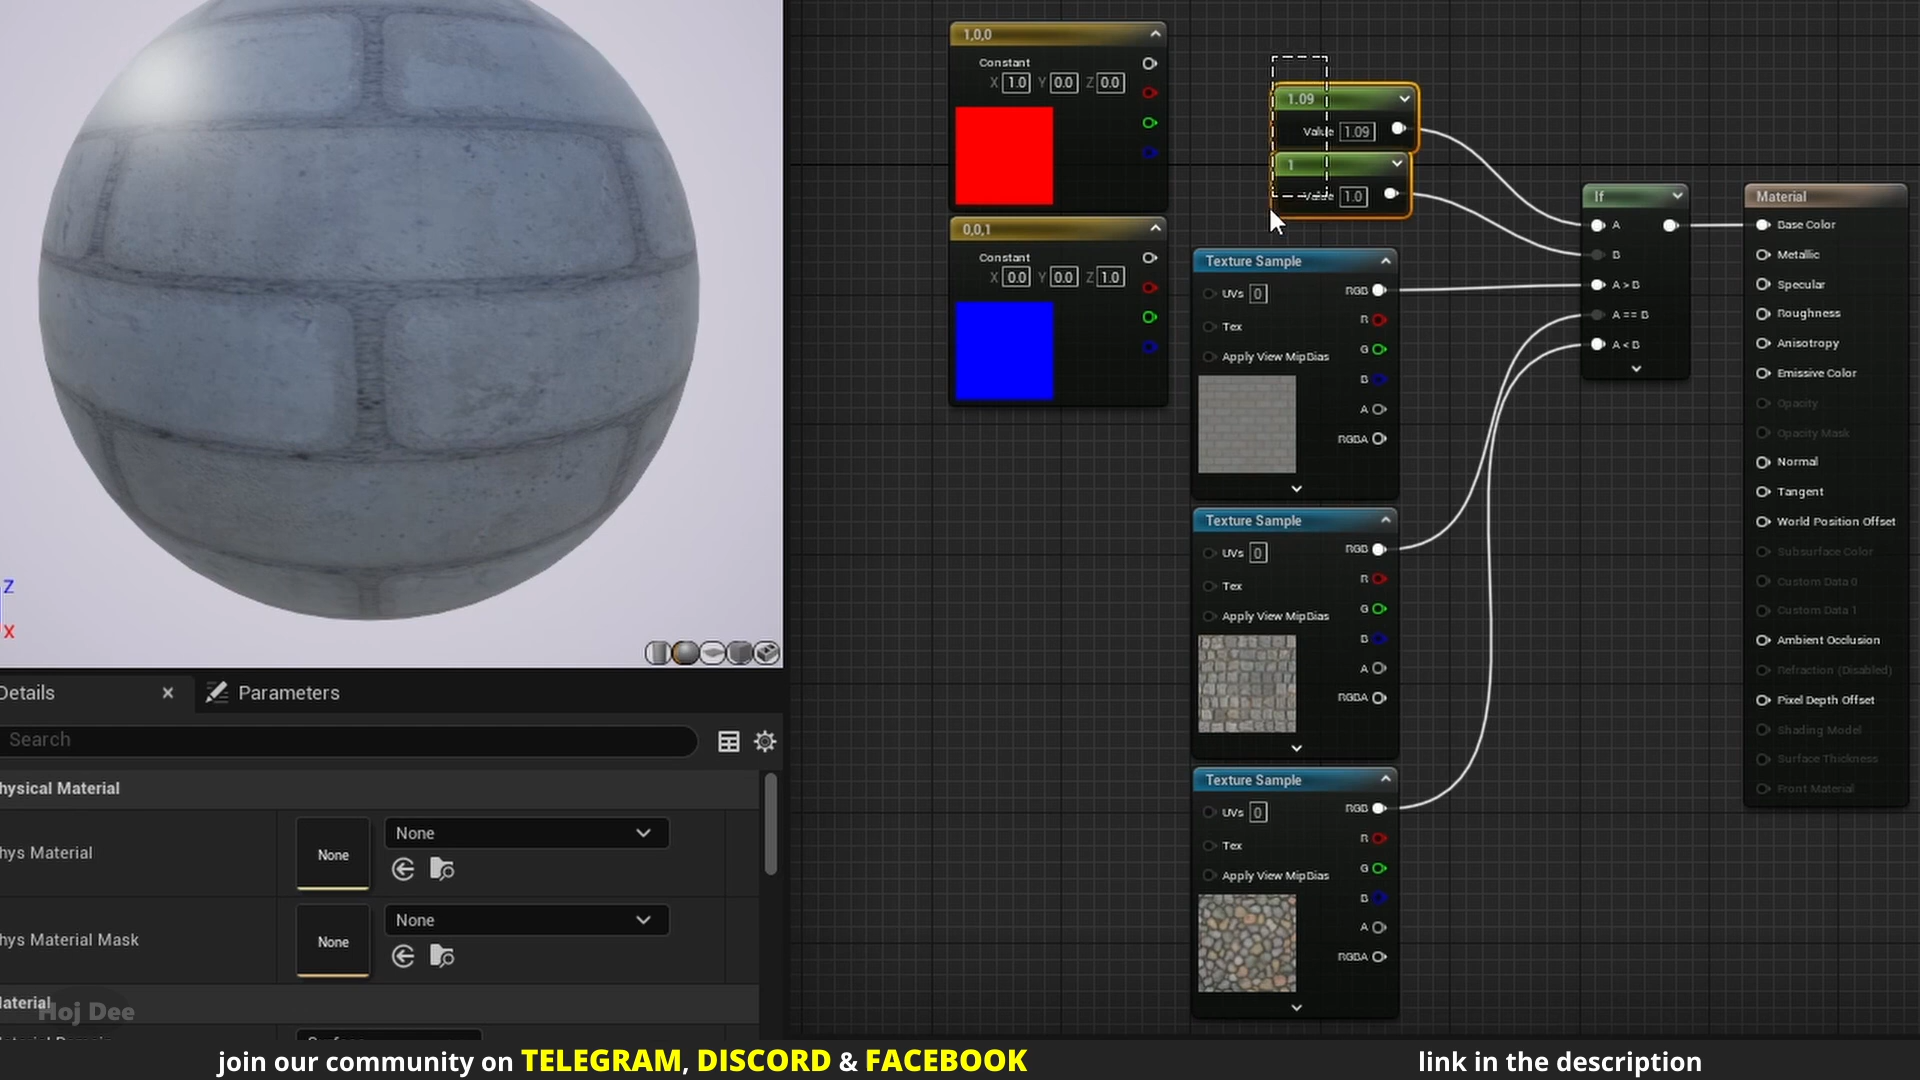 1,0,0
Constant
X 1.0 Y 0.0 Z 0.0
0,0,1
Constant
X 0.0 Y 0.0 Z 1.0
1.09
Value 1.09
1
Value 1.0
If
A
B
A > B
A == B
A < B
Material
Base Color
Metallic
Specular
Roughness
Anisotropy
Emissive Color
Opacity
Opacity Mask
Normal
Tangent
World Position Offset
Subsurface Color
Custom Data 0
Custom Data 1
Ambient Occlusion
Refraction (Disabled)
Pixel Depth Offset
Shading Model
Surface Thickness
Front Material
Texture Sample
UVs 0 RGB
R
Tex
G
Apply View MipBias
B
A
RGBA
Texture Sample
UVs 0 RGB
R
Tex
G
Apply View MipBias
B
A
RGBA
Texture Sample
UVs 0 RGB
R
Tex
G
Apply View MipBias
B
A
RGBA
Z
X
Details
Parameters
Search
hysical Material
hys Material
None
None
hys Material Mask
None
None
aterial
Hoj Dee
join our community on TELEGRAM, DISCORD & FACEBOOK
link in the description